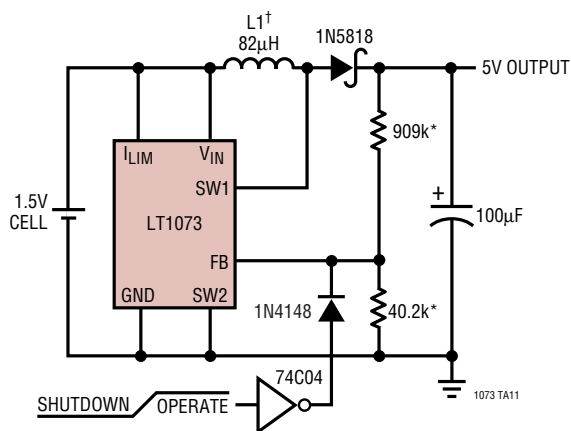 L1†
82μH
1N5818
5V OUTPUT
ILIM
VIN
909k*
SW1
1.5V
CELL
LT1073
+
100μF
FB
GND
SW2
1N4148
40.2k*
74C04
SHUTDOWN
OPERATE
1073 TA11